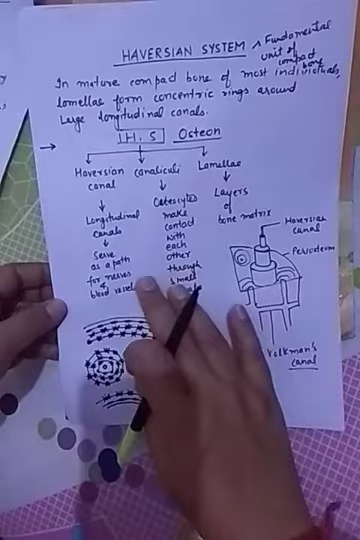 HAVERSIAN SYSTEM
→ Fundamental
unit of
compact
bone
In mature compact bone of most individuals,
lamellae form concentric rings around
Large longitudinal canals.
→ H.S Osteon
Haversian canal
canaliculi
Lamellae
↓
Longitudinal
canals
↓
Serve
as a path
for nerves
&
blood vessel
↓
Osteocytes
make
contact
with
each
other
through
small
↓
Layers
of
bone matrix
Haversian
canal
Periosteum
Volkman's
canal